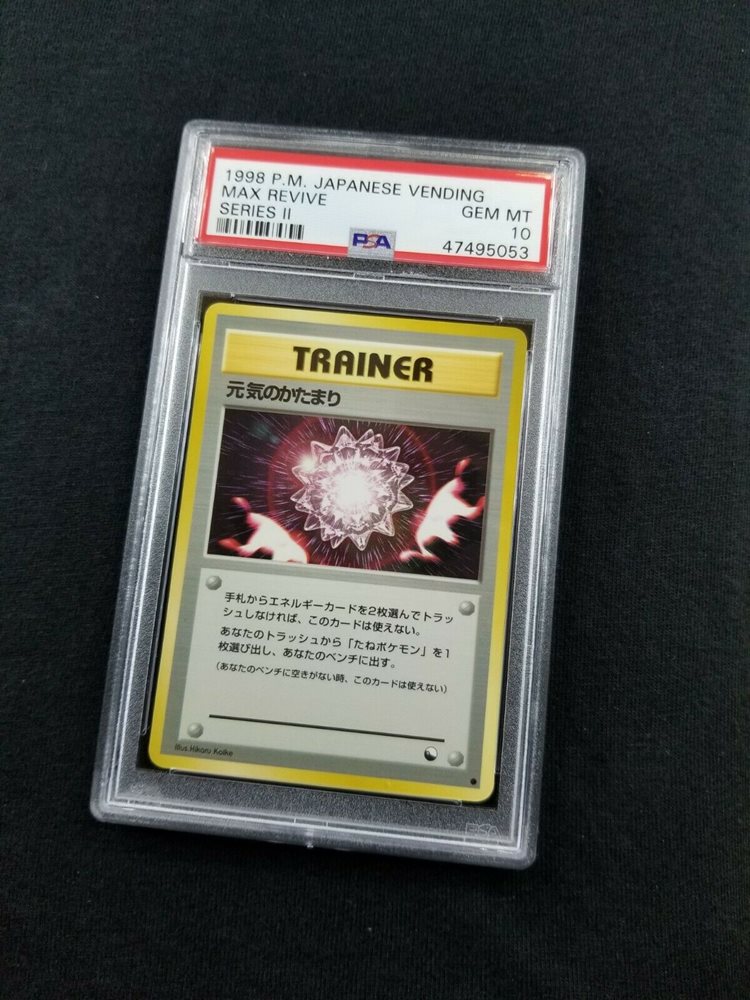 1998 P.M. JAPANESE VENDING
MAX REVIVE GEM MT
SERIES II 10
PSA 47495053
TRAINER
元気のかたまり
手札からエネルギーカードを2枚選んでトラッ
シュしなければ、このカードは使えない。
あなたのトラッシュから「たねポケモン」を1
枚選び出し、あなたのベンチに出す。
（あなたのベンチに空きがない時、このカードは使えない）
Illus.Hikaru Koike
PSA